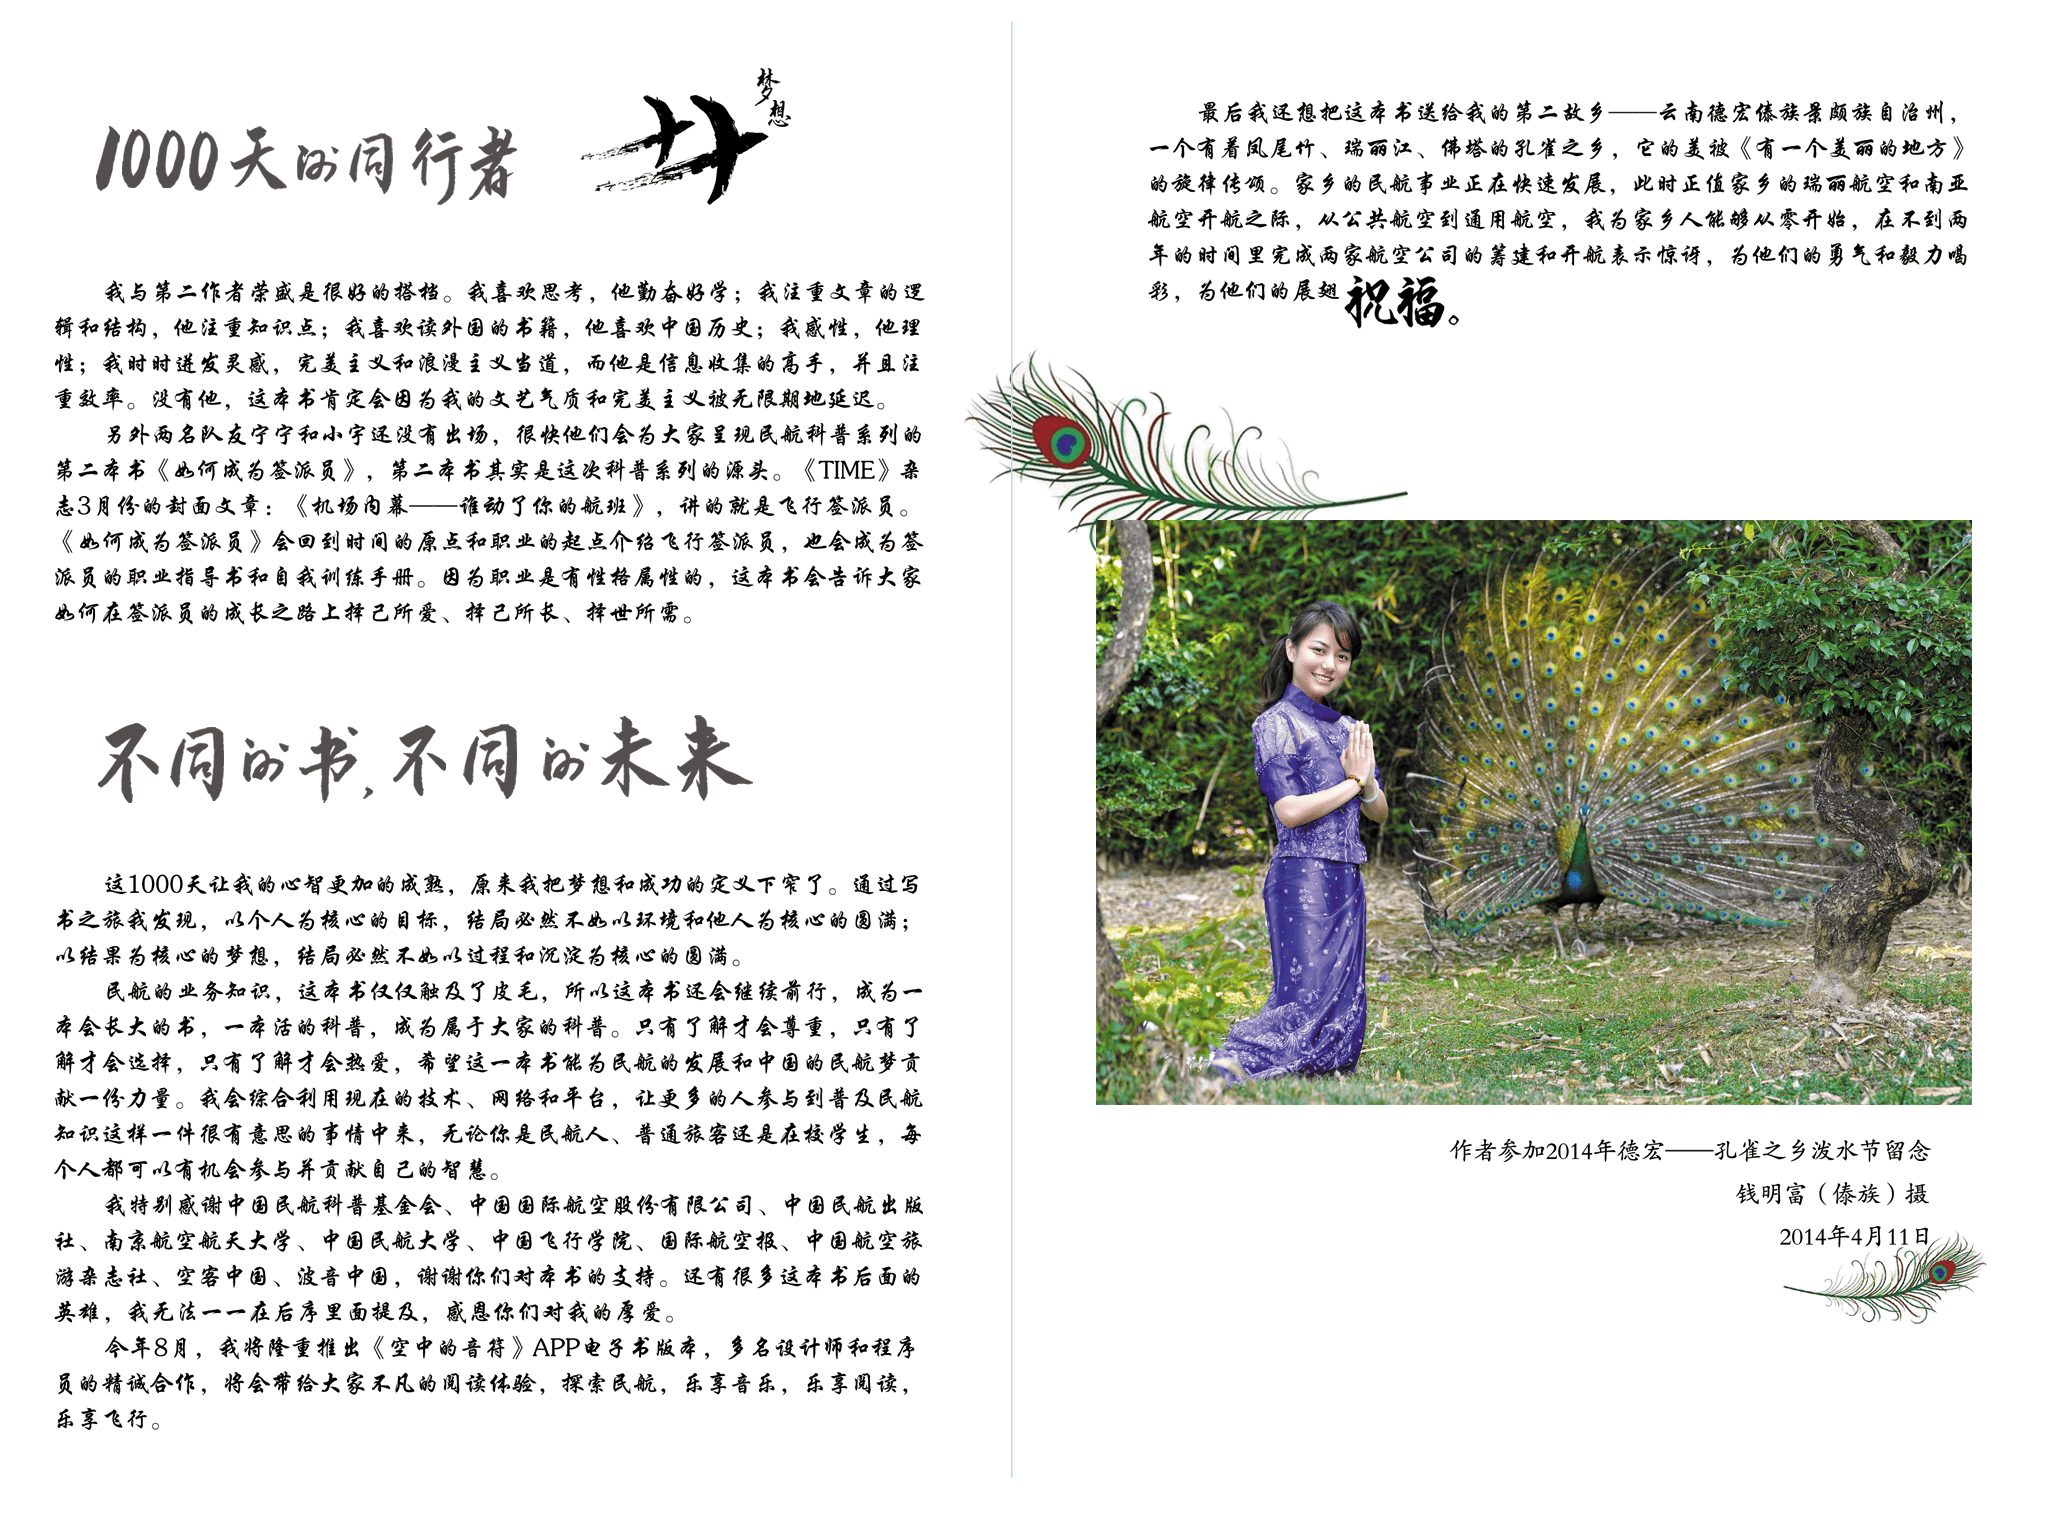 1000天的同行者
梦想
我与第二作者荣盛是很好的搭档。我喜欢思考，他勤奋好学；我注重文章的逻
辑和结构，他注重知识点；我喜欢读外国的书籍，他喜欢中国历史；我感性，他理
性；我时时迸发灵感，完美主义和浪漫主义当道，而他是信息收集的高手，并且注
重效率。没有他，这本书肯定会因为我的文艺气质和完美主义被无限期地延迟。
另外两名队友宁宁和小宇还没有出场，很快他们会为大家呈现民航科普系列的
第二本书《如何成为签派员》，第二本书其实是这次科普系列的源头。《TIME》杂
志3月份的封面文章：《机场内幕——谁动了你的航班》，讲的就是飞行签派员。
《如何成为签派员》会回到时间的原点和职业的起点介绍飞行签派员，也会成为签
派员的职业指导书和自我训练手册。因为职业是有性格属性的，这本书会告诉大家
如何在签派员的成长之路上择己所爱、择己所长、择世所需。
不同的书，不同的未来
这1000天让我的心智更加的成熟，原来我把梦想和成功的定义下窄了。通过写
书之旅我发现，以个人为核心的目标，结局必然不如以环境和他人为核心的圆满；
以结果为核心的梦想，结局必然不如以过程和沉淀为核心的圆满。
民航的业务知识，这本书仅仅触及了皮毛，所以这本书还会继续前行，成为一
本会长大的书，一本活的科普，成为属于大家的科普。只有了解才会尊重，只有了
解才会选择，只有了解才会热爱，希望这一本书能为民航的发展和中国的民航梦贡
献一份力量。我会综合利用现在的技术、网络和平台，让更多的人参与到普及民航
知识这样一件很有意思的事情中来，无论你是民航人、普通旅客还是在校学生，每
个人都可以有机会参与并贡献自己的智慧。
我特别感谢中国民航科普基金会、中国国际航空股份有限公司、中国民航出版
社、南京航空航天大学、中国民航大学、中国飞行学院、国际航空报、中国航空旅
游杂志社、空客中国、波音中国，谢谢你们对本书的支持。还有很多这本书后面的
英雄，我无法一一在后序里面提及，感恩你们对我的厚爱。
今年8月，我将隆重推出《空中的音符》APP电子书版本，多名设计师和程序
员的精诚合作，将会带给大家不凡的阅读体验，探索民航，乐享音乐，乐享阅读，
乐享飞行。
最后我还想把这本书送给我的第二故乡——云南德宏傣族景颇族自治州，
一个有着凤尾竹、瑞丽江、佛塔的孔雀之乡，它的美被《有一个美丽的地方》
的旋律传颂。家乡的民航事业正在快速发展，此时正值家乡的瑞丽航空和南亚
航空开航之际，从公共航空到通用航空，我为家乡人能够从零开始，在不到两
年的时间里完成两家航空公司的筹建和开航表示惊讶，为他们的勇气和毅力喝
彩，为他们的展翅祝福。
作者参加2014年德宏——孔雀之乡泼水节留念
钱明富（傣族）摄
2014年4月11日